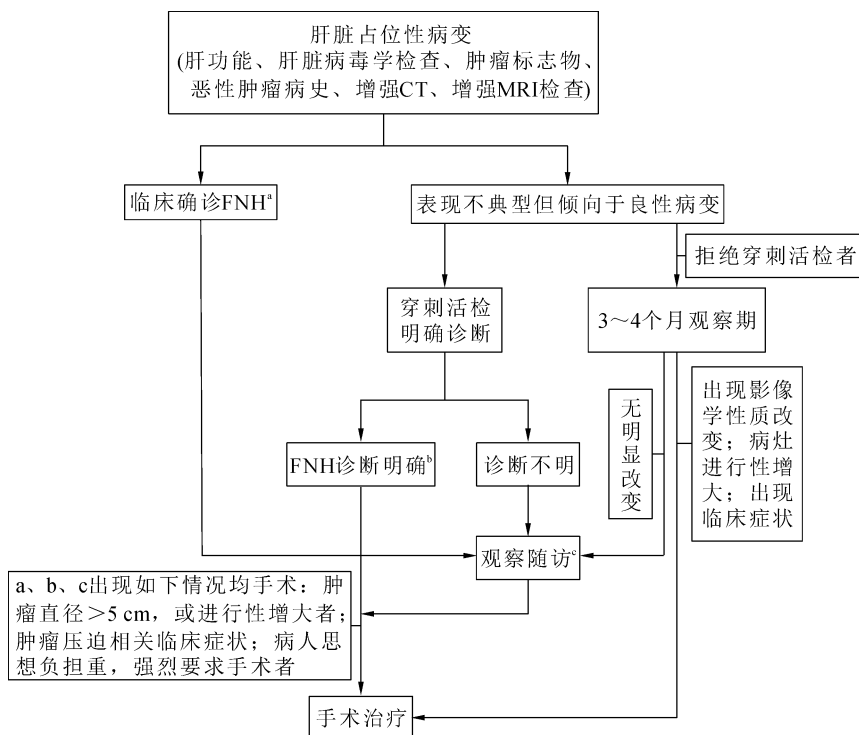 肝脏占位性病变
(肝功能、肝脏病毒学检查、肿瘤标志物、
恶性肿瘤病史、增强CT、增强MRI检查)
临床确诊FNHᵃ
表现不典型但倾向于良性病变
拒绝穿刺活检者
穿刺活检
明确诊断
3～4个月观察期
无明显改变
出现影像
学性质改
变；病灶
进行性增
大；出现
临床症状
FNH诊断明确ᵇ
诊断不明
观察随访ᶜ
a、b、c出现如下情况均手术：肿
瘤直径＞5 cm，或进行性增大者；
肿瘤压迫相关临床症状；病人思
想负担重，强烈要求手术者
手术治疗